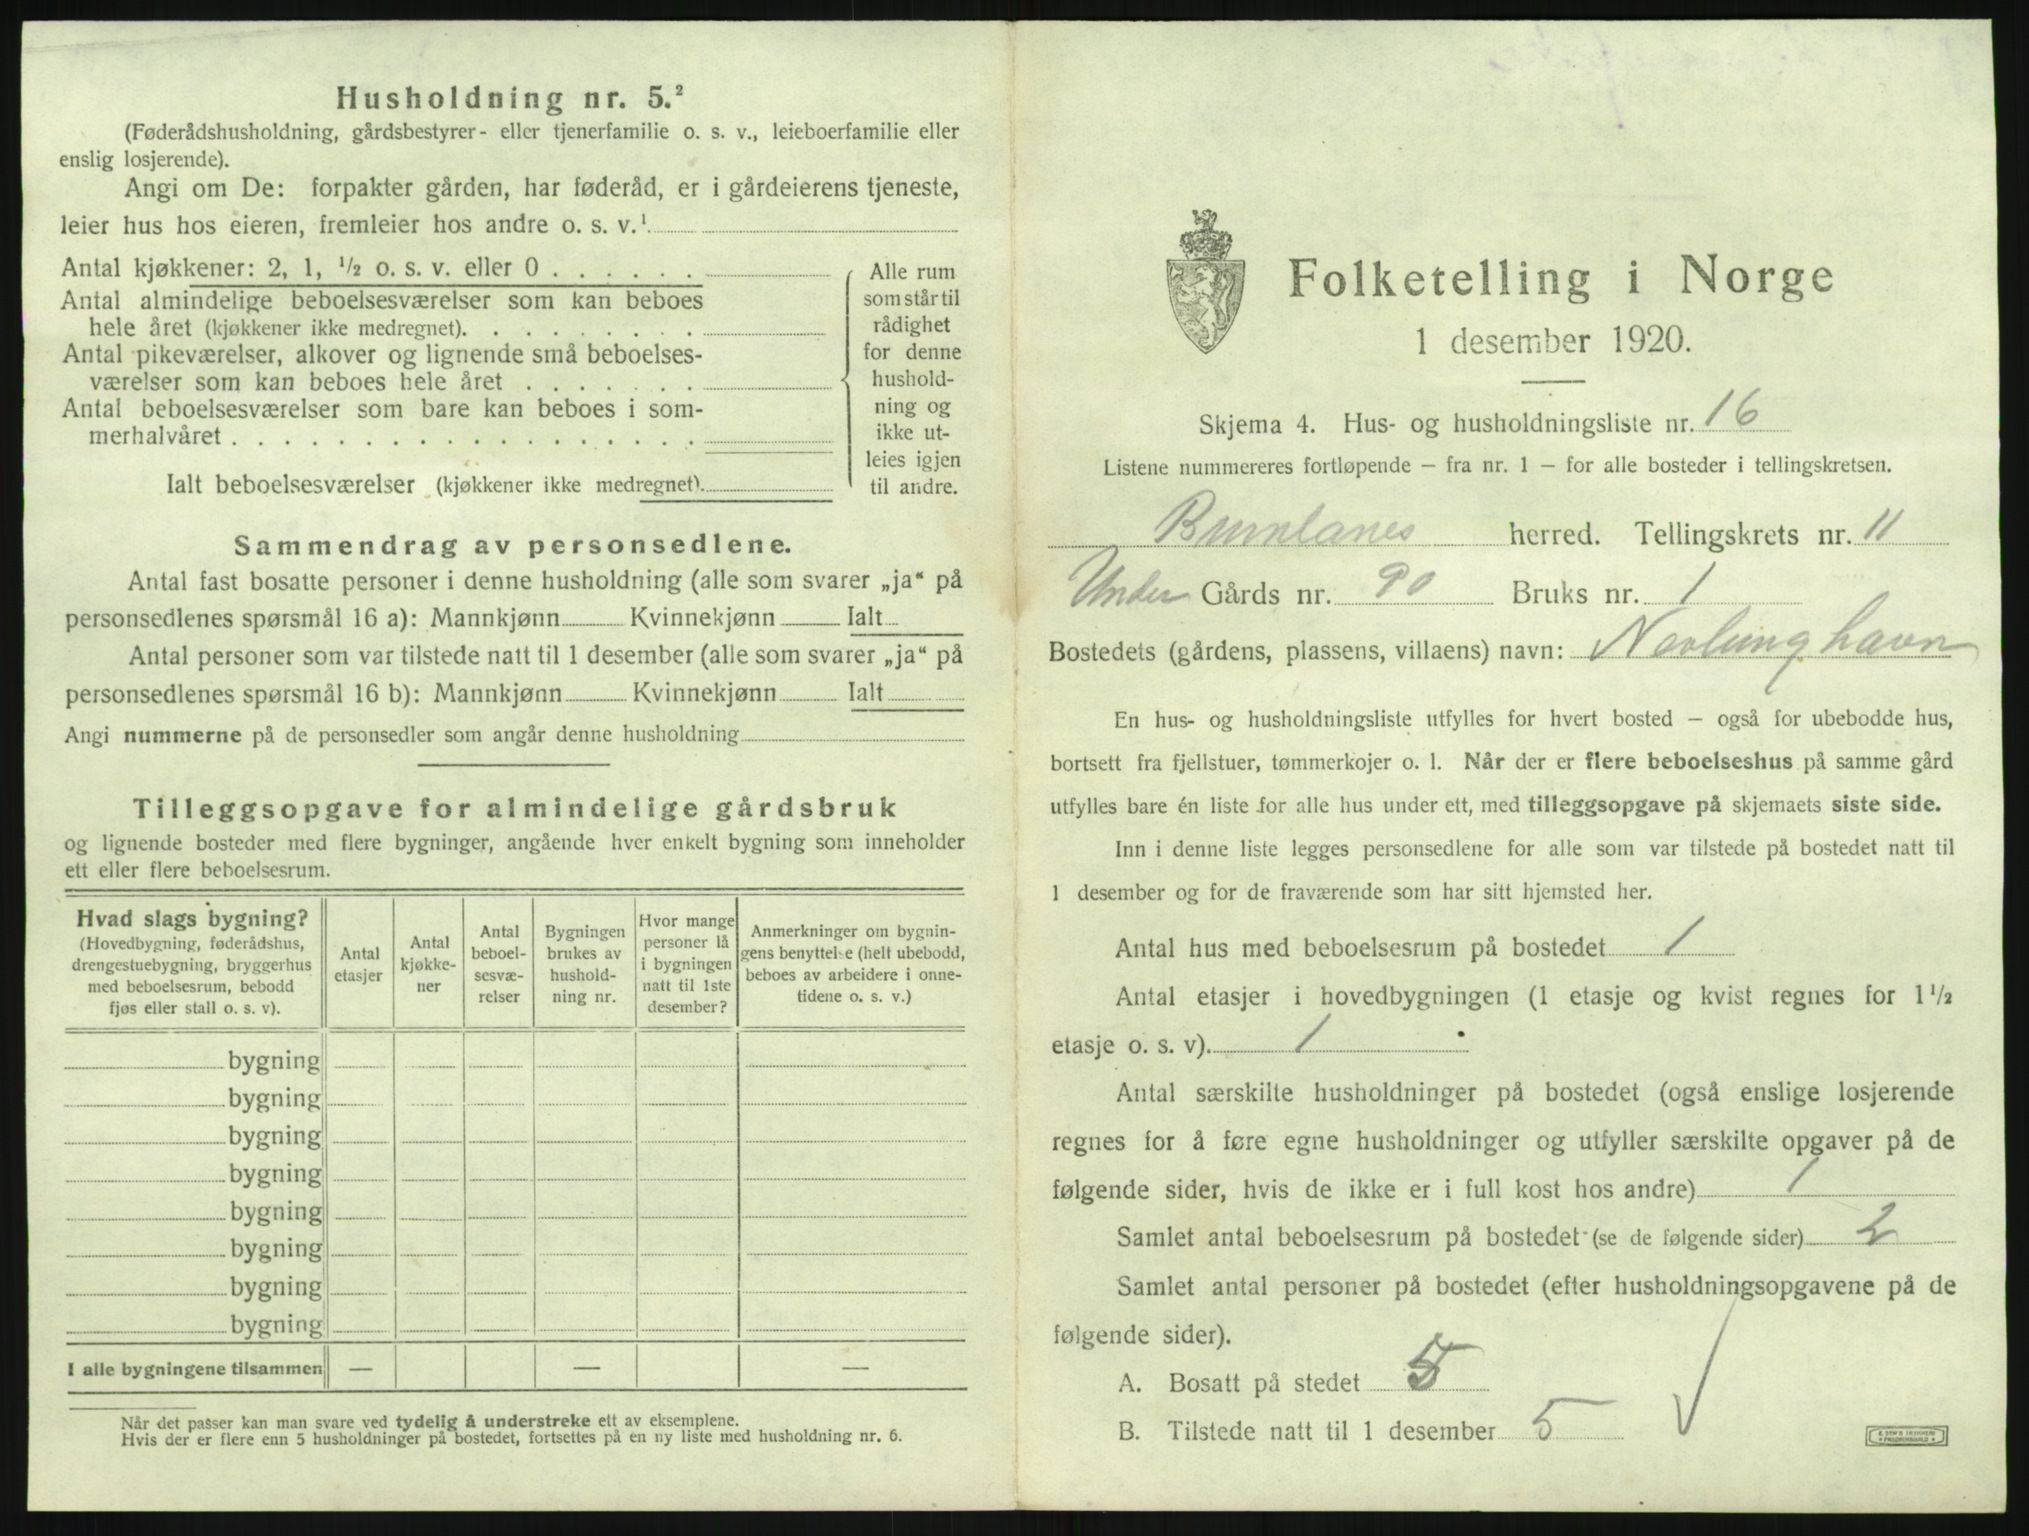 Husholdning nr. 5.²
(Føderådshusholdning, gårdsbestyrer- eller tjenerfamilie o. s. v., leieboerfamilie eller
enslig losjerende).
Angi om De: forpakter gården, har føderåd, er i gårdeierens tjeneste,
leier hus hos eieren, fremleier hos andre o. s. v.¹
Antal kjøkkener: 2, 1, ½ o. s. v. eller 0 . . . . . .
Antal almindelige beboelsesværelser som kan beboes
hele året (kjøkkener ikke medregnet). . . . . . . . .
Antal pikeværelser, alkover og lignende små beboelses-
værelser som kan beboes hele året . . . . . . .
Antal beboelsesværelser som bare kan beboes i som-
merhalvåret . . . . . . . . . . . . . . . . . .
Ialt beboelsesværelser (kjøkkener ikke medregnet).
Alle rum
som står til
rådighet
for denne
hushold-
ning og
ikke ut-
leies igjen
til andre.
Sammendrag av personsedlene.
Antal fast bosatte personer i denne husholdning (alle som svarer „ja“ på
personsedlenes spørsmål 16 a): Mannkjønn Kvinnekjønn Ialt
Antal personer som var tilstede natt til 1 desember (alle som svarer „ja“ på
personsedlenes spørsmål 16 b): Mannkjønn Kvinnekjønn Ialt
Angi nummerne på de personsedler som angår denne husholdning
Tilleggsopgave for almindelige gårdsbruk
og lignende bosteder med flere bygninger, angående hver enkelt bygning som inneholder
ett eller flere beboelsesrum.
Hvad slags bygning?
(Hovedbygning, føderådshus,
drengestuebygning, bryggerhus
med beboelsesrum, bebodd
fjøs eller stall o. s. v).
Antal
etasjer
Antal
kjøkke-
ner
Antal
beboel-
sesvæ-
relser
Bygningen
brukes av
hushold-
ning nr.
Hvor mange
personer lå
i bygningen
natt til 1ste
desember?
Anmerkninger om bygnin-
gens benyttelse (helt ubebodd,
beboes av arbeidere i onne-
tidene o. s. v.)
bygning
bygning
bygning
bygning
bygning
bygning
bygning
bygning
I alle bygningene tilsammen — — —
Når det passer kan man svare ved tydelig å understreke ett av eksemplene.
Hvis der er flere enn 5 husholdninger på bostedet, fortsettes på en ny liste med husholdning nr. 6.
Folketelling i Norge
1 desember 1920.
Skjema 4. Hus- og husholdningsliste nr. 16
Listene nummereres fortløpende – fra nr. 1 – for alle bosteder i tellingskretsen.
Brunlanes herred. Tellingskrets nr. 11
Under Gårds nr. 90 Bruks nr. 1
Bostedets (gårdens, plassens, villaens) navn: Nevlunghavn
En hus- og husholdningsliste utfylles for hvert bosted – også for ubebodde hus,
bortsett fra fjellstuer, tømmerkojer o. l. Når der er flere beboelseshus på samme gård
utfylles bare én liste for alle hus under ett, med tilleggsopgave på skjemaets siste side.
Inn i denne liste legges personsedlene for alle som var tilstede på bostedet natt til
1 desember og for de fraværende som har sitt hjemsted her.
Antal hus med beboelsesrum på bostedet 1
Antal etasjer i hovedbygningen (1 etasje og kvist regnes for 1½
etasje o. s. v). 1
Antal særskilte husholdninger på bostedet (også enslige losjerende
regnes for å føre egne husholdninger og utfyller særskilte opgaver på de
følgende sider, hvis de ikke er i full kost hos andre) 1
Samlet antal beboelsesrum på bostedet (se de følgende sider) 2
Samlet antal personer på bostedet (efter husholdningsopgavene på de
følgende sider).
A. Bosatt på stedet 5
B. Tilstede natt til 1 desember 5